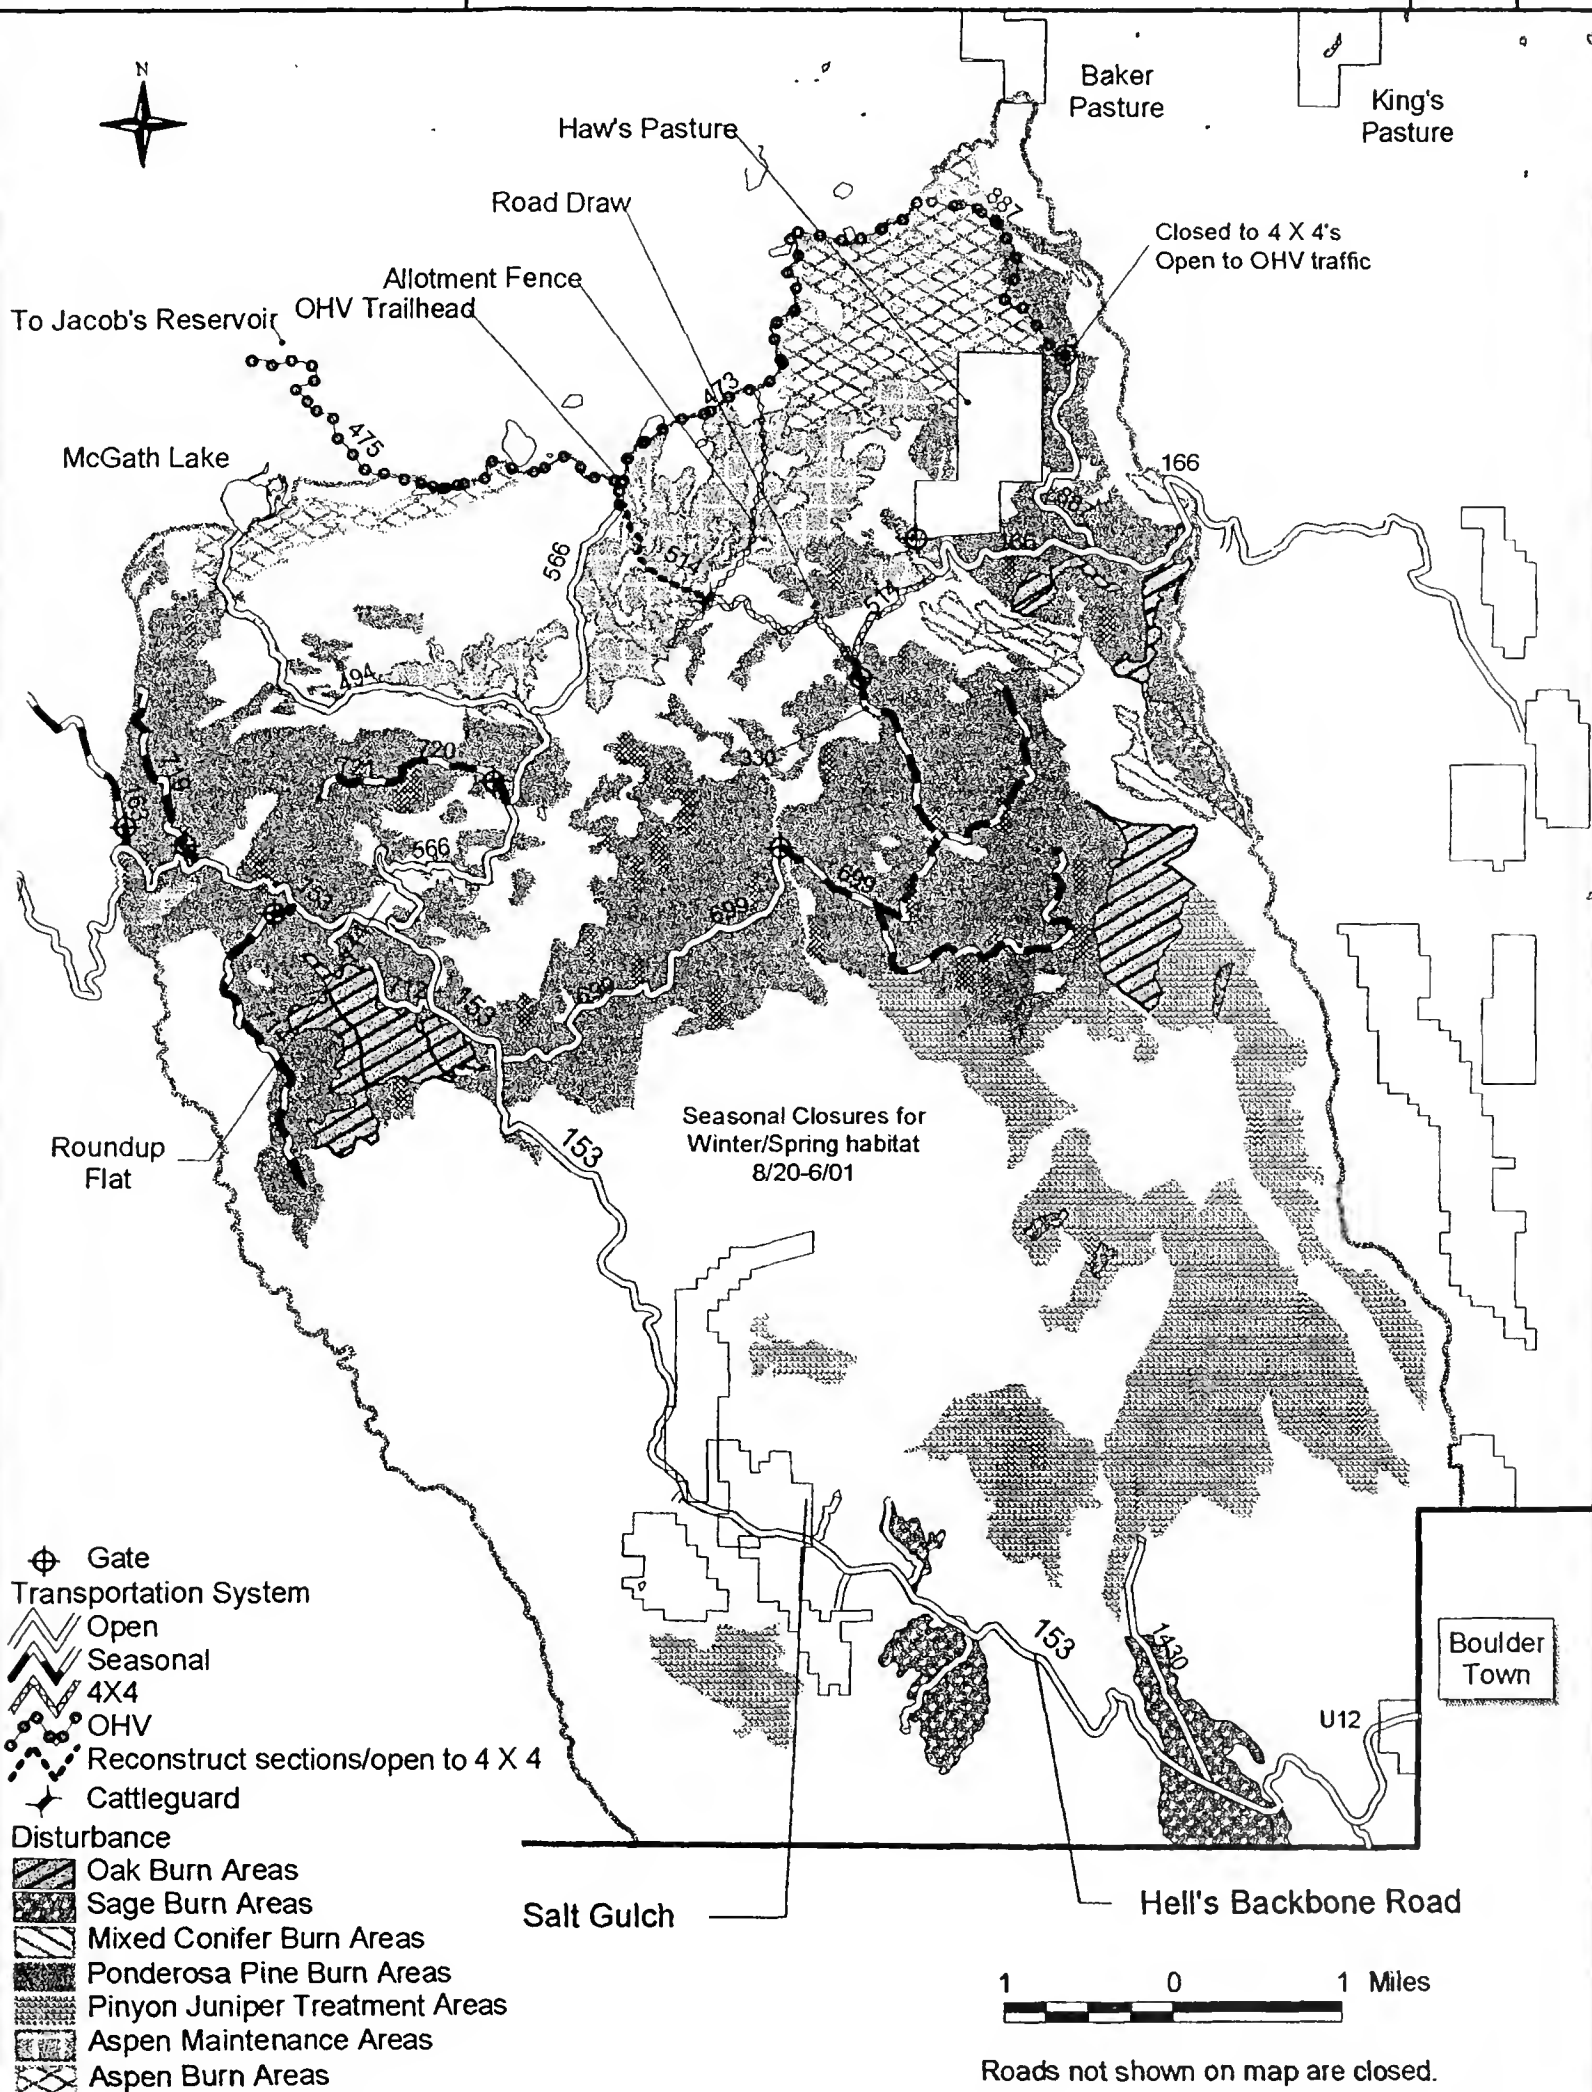 N
Baker
Pasture
King's
Pasture
Haw's Pasture
Road Draw
887
Closed to 4 X 4's
Open to OHV traffic
Allotment Fence
OHV Trailhead
To Jacob's Reservoir
473
475
McGath Lake
166
566
514
166
514
494
720
330
566
699
699
699
153
153
Seasonal Closures for
Winter/Spring habitat
8/20-6/01
Roundup
Flat
153
153
1430
Boulder
Town
U12
Gate
Transportation System
Open
Seasonal
4X4
OHV
Reconstruct sections/open to 4 X 4
Cattleguard
Disturbance
Oak Burn Areas
Sage Burn Areas
Mixed Conifer Burn Areas
Ponderosa Pine Burn Areas
Pinyon Juniper Treatment Areas
Aspen Maintenance Areas
Aspen Burn Areas
Salt Gulch
Hell's Backbone Road
1 0 1 Miles
Roads not shown on map are closed.